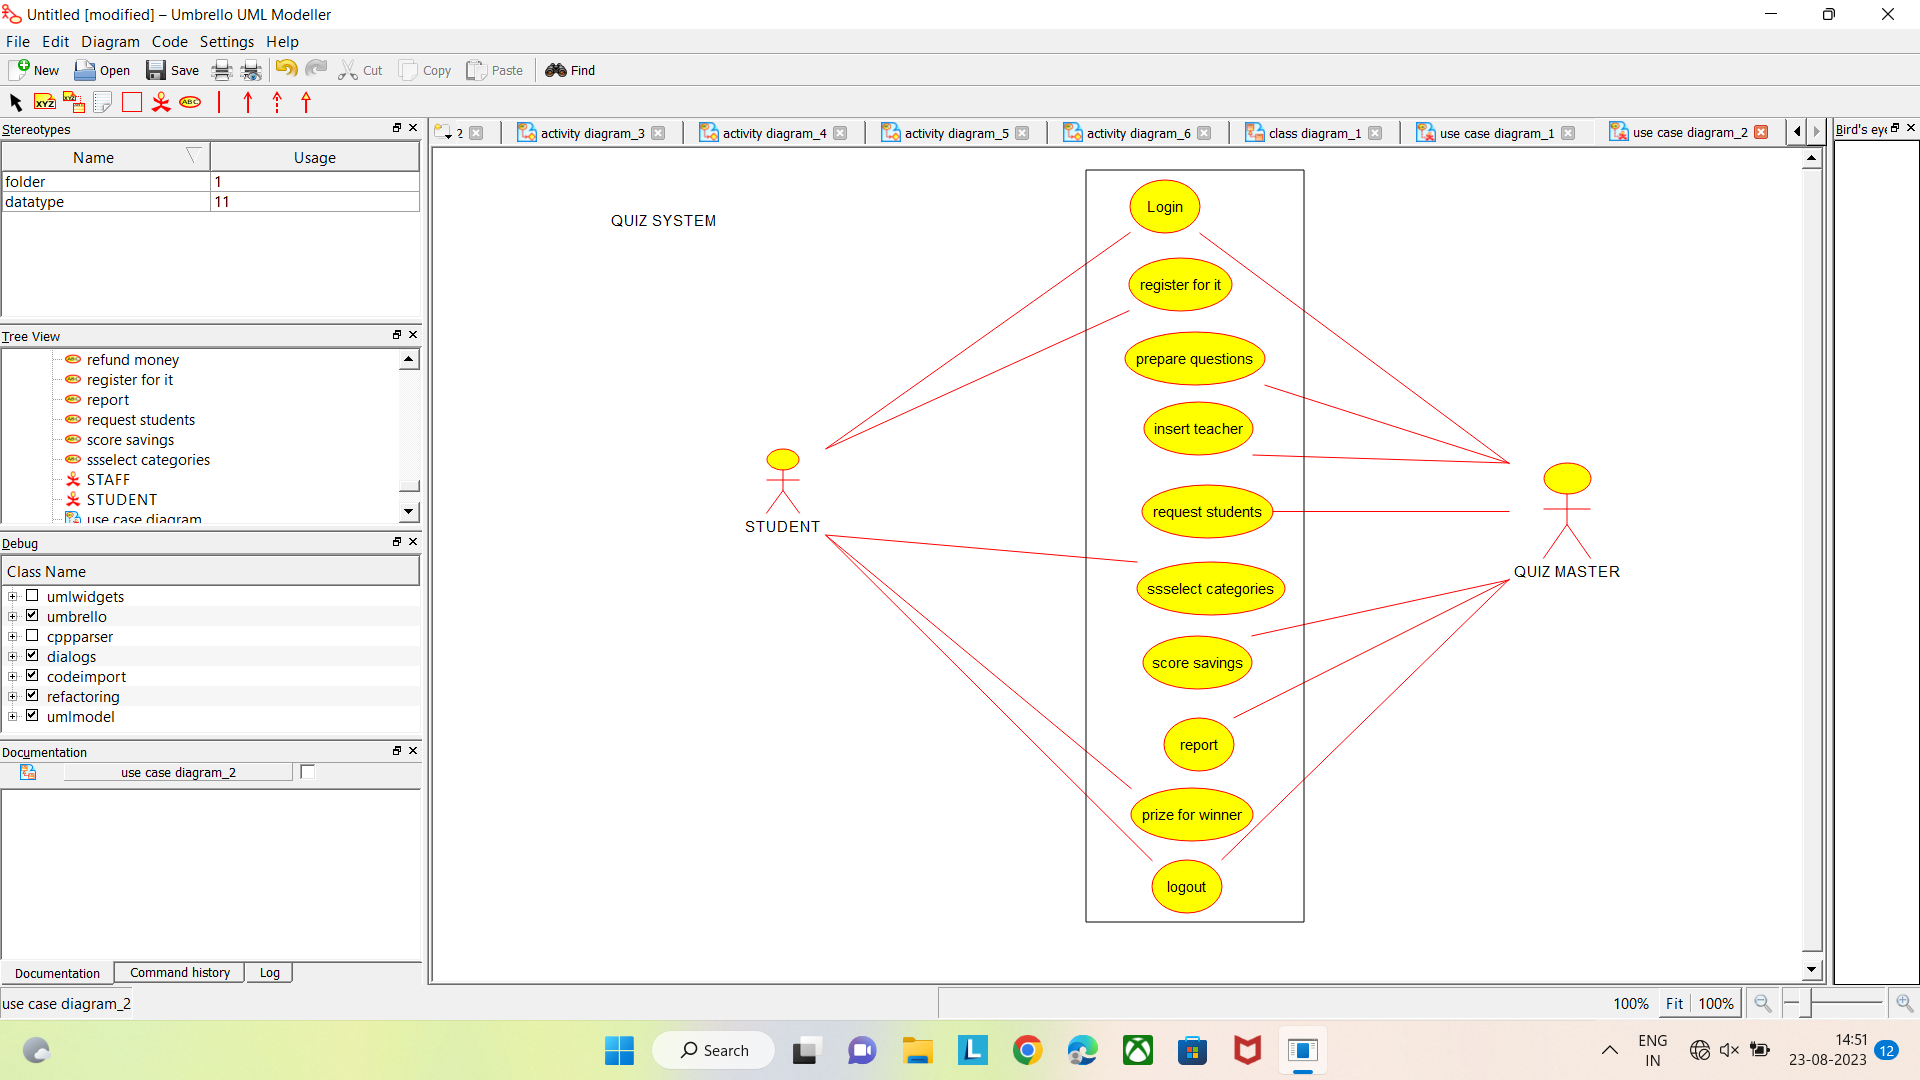 Untitled [modified] – Umbrello UML Modeller
File Edit Diagram Code Settings Help
New Open Save Cut Copy Paste Find
XYZ XYZ ABC
Stereotypes
Name Usage
folder 1
datatype 11
Tree View
refund money
register for it
report
request students
score savings
ssselect categories
STAFF
STUDENT
use case diagram
Debug
Class Name
umlwidgets
umbrello
cppparser
dialogs
codeimport
refactoring
umlmodel
Documentation
use case diagram_2
Documentation Command history Log
2 activity diagram_3 activity diagram_4 activity diagram_5 activity diagram_6 class diagram_1 use case diagram_1 use case diagram_2
QUIZ SYSTEM
Login
register for it
prepare questions
insert teacher
request students
ssselect categories
score savings
report
prize for winner
logout
STUDENT
QUIZ MASTER
Bird's eye
use case diagram_2
100% Fit 100%
Search
ENG
IN
14:51
23-08-2023
12